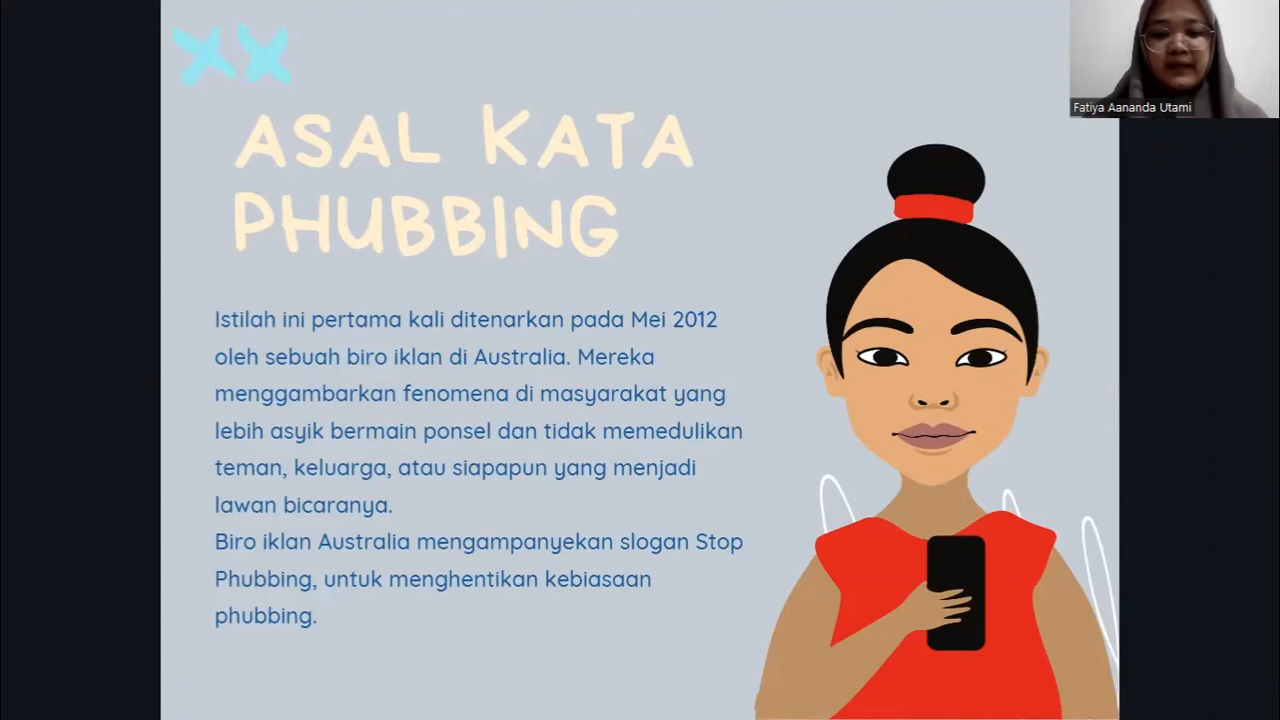 ASAL KATA
PHUBBING
Fatiya Aananda Utami
Istilah ini pertama kali ditenarkan pada Mei 2012
oleh sebuah biro iklan di Australia. Mereka
menggambarkan fenomena di masyarakat yang
lebih asyik bermain ponsel dan tidak memedulikan
teman, keluarga, atau siapapun yang menjadi
lawan bicaranya.
Biro iklan Australia mengampanyekan slogan Stop
Phubbing, untuk menghentikan kebiasaan
phubbing.